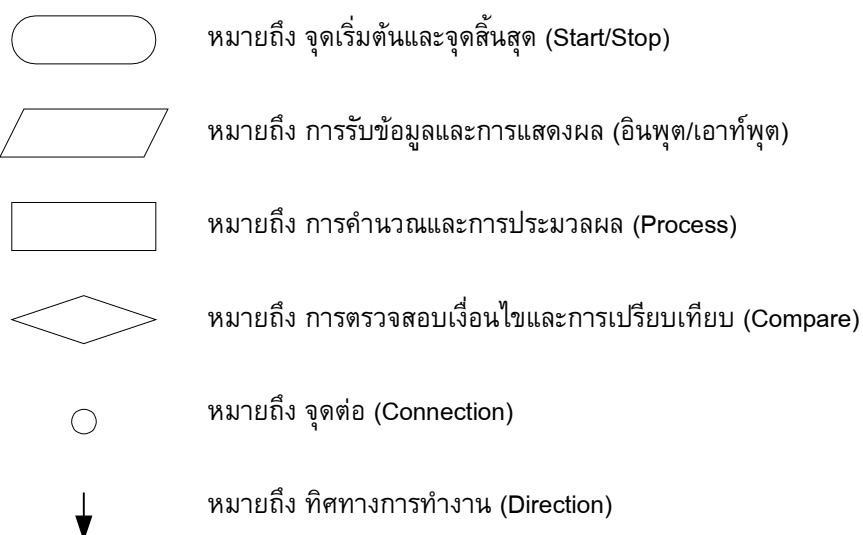 หมายถึง จุดเริ่มต้นและจุดสิ้นสุด (Start/Stop)
หมายถึง การรับข้อมูลและการแสดงผล (อินพุต/เอาท์พุต)
หมายถึง การคำนวณและการประมวลผล (Process)
หมายถึง การตรวจสอบเงื่อนไขและการเปรียบเทียบ (Compare)
หมายถึง จุดต่อ (Connection)
หมายถึง ทิศทางการทำงาน (Direction)